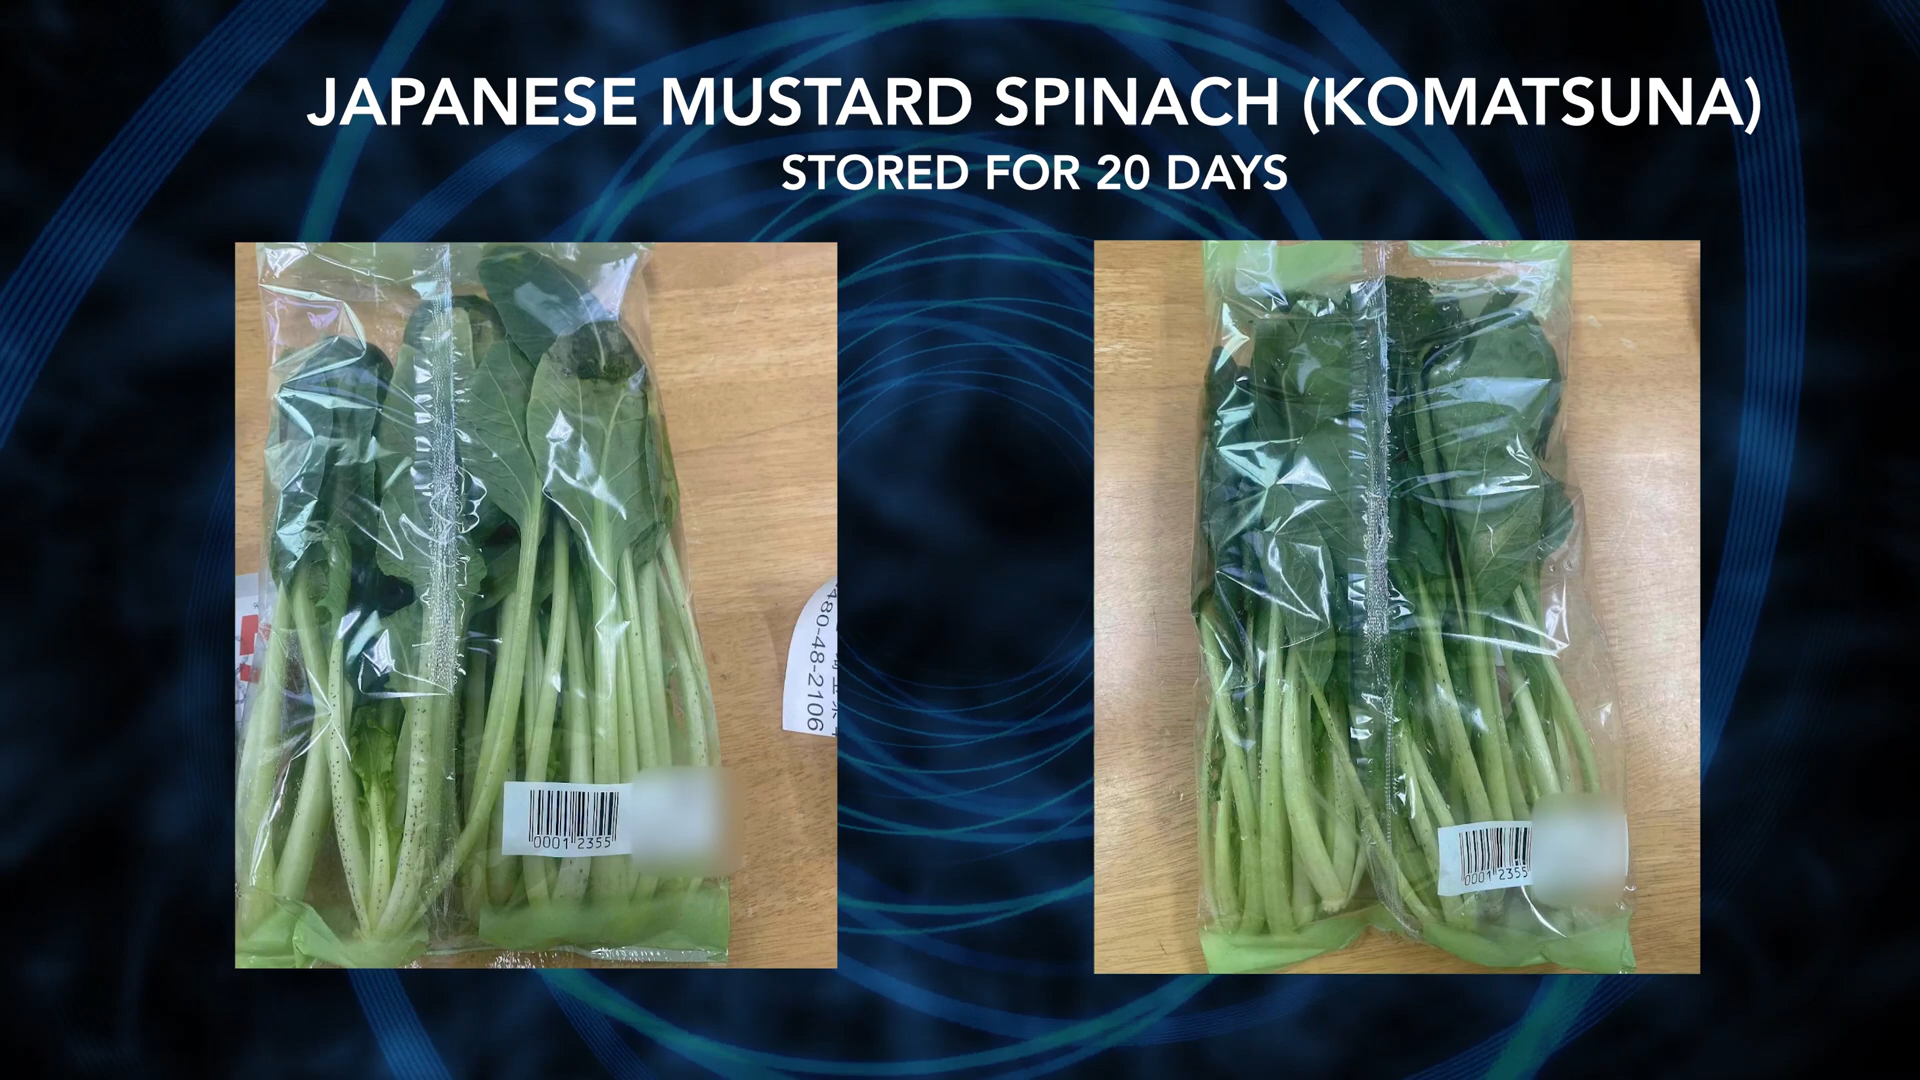 JAPANESE MUSTARD SPINACH (KOMATSUNA)
STORED FOR 20 DAYS
480-48-2106
0001 2355
0001 2355